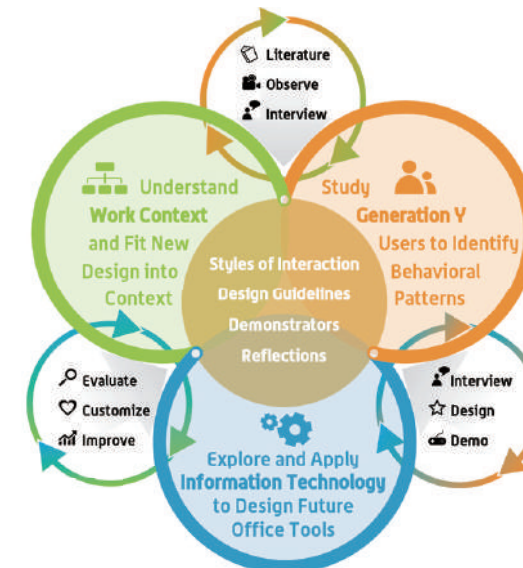 Literature
Observe
Interview
Understand
Work Context
and Fit New
Design into
Context
Study
Generation Y
Users to Identify
Behavioral
Patterns
Styles of Interaction
Design Guidelines
Demonstrators
Reflections
Evaluate
Customize
Improve
Interview
Design
Demo
Explore and Apply
Information Technology
to Design Future
Office Tools